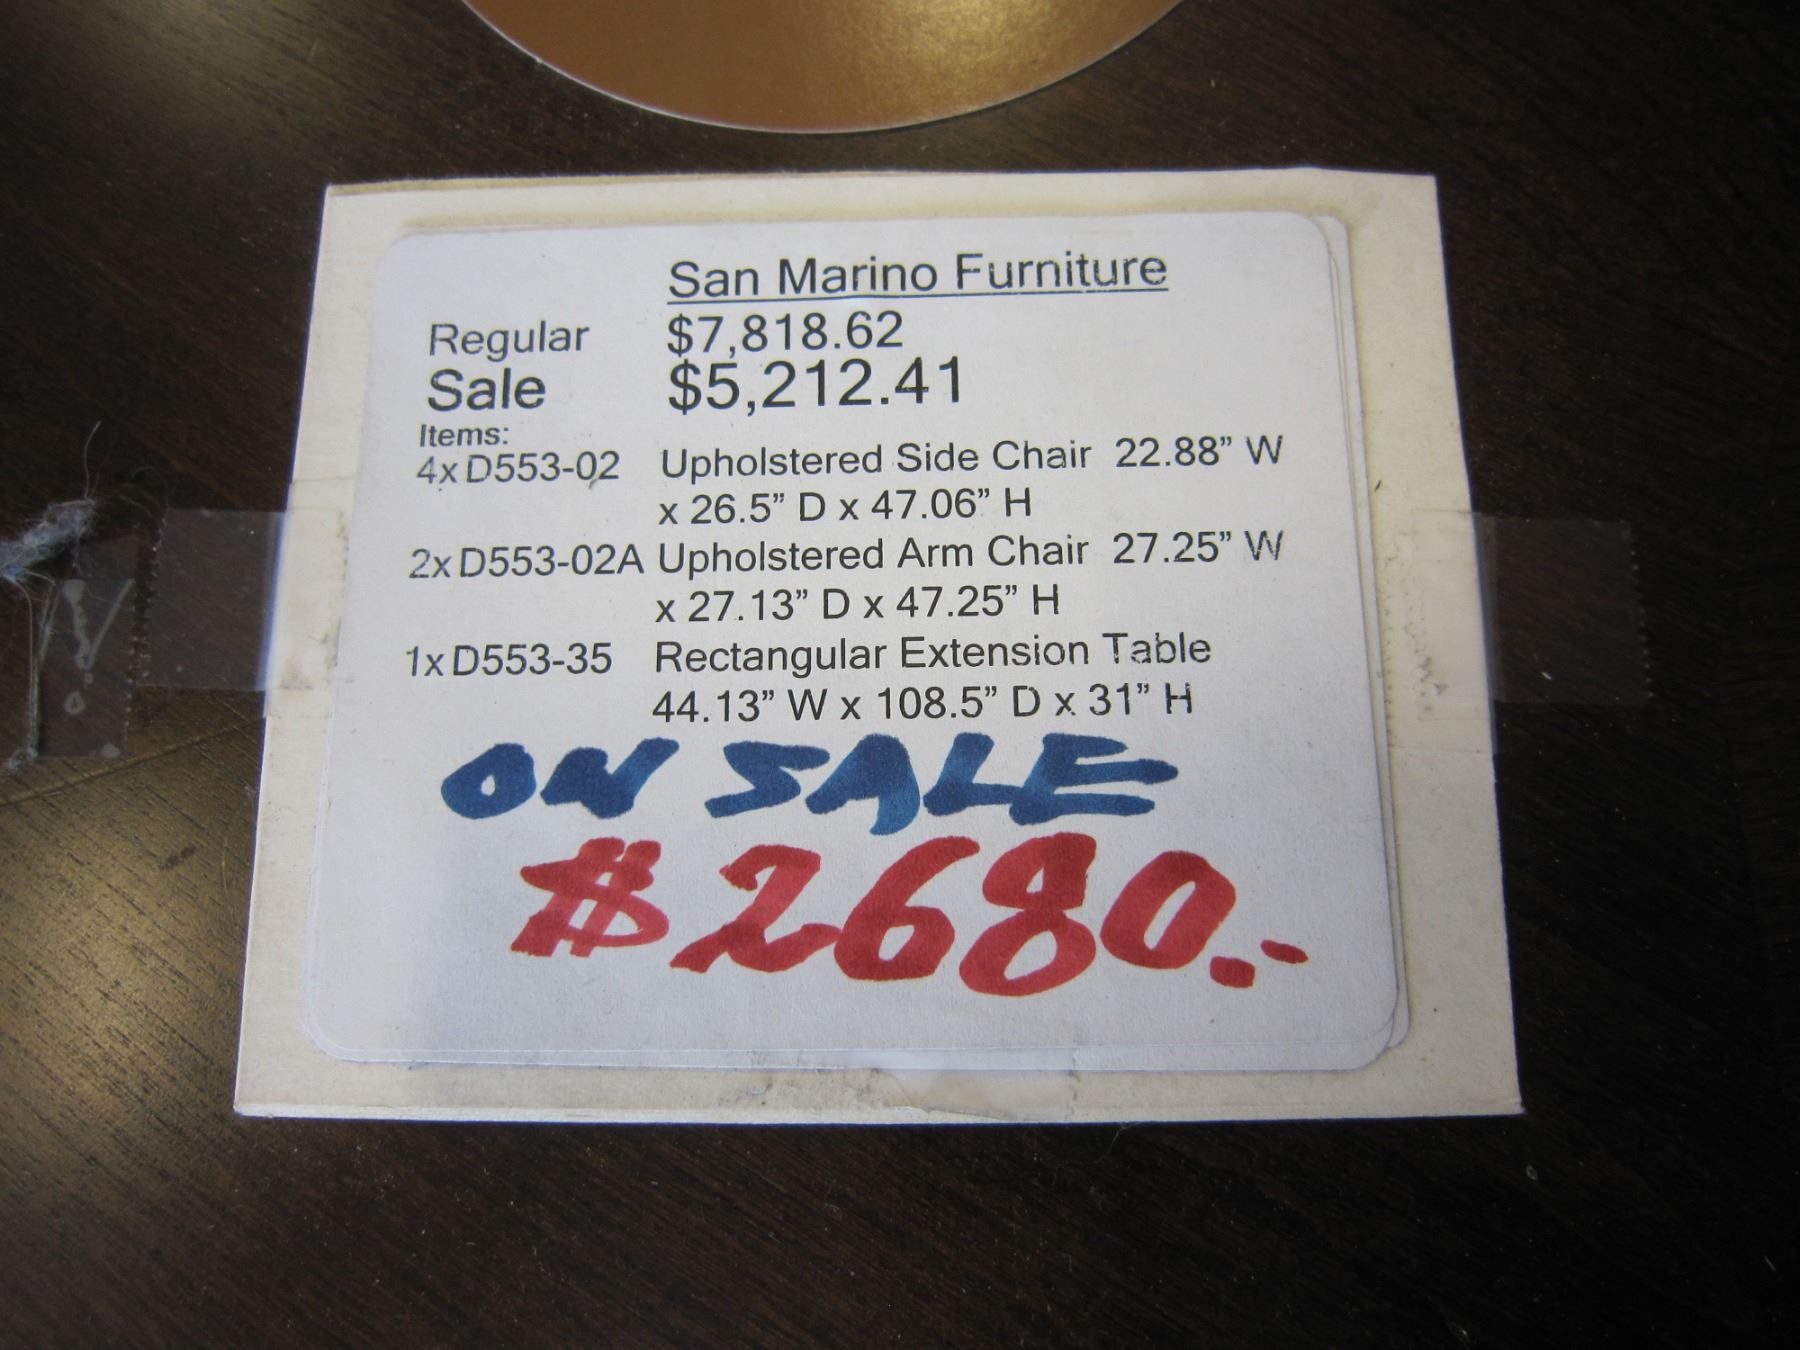 San Marino Furniture
Regular $7,818.62
Sale $5,212.41
Items:
4x D553-02 Upholstered Side Chair 22.88” W
x 26.5” D x 47.06” H
2x D553-02A Upholstered Arm Chair 27.25” W
x 27.13” D x 47.25” H
1x D553-35 Rectangular Extension Table
44.13” W x 108.5” D x 31” H
ON SALE
$2680.-